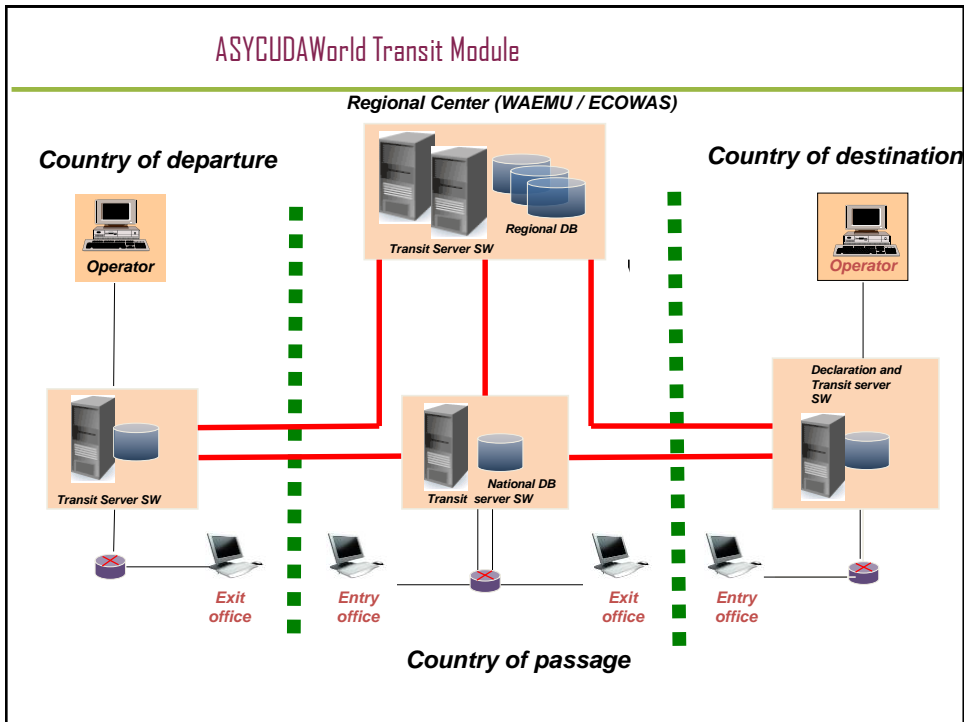 ASYCUDAWorld Transit Module
Regional Center (WAEMU / ECOWAS)
Country of departure
Country of destination
Operator
Transit Server SW
Regional DB
Operator
Transit Server SW
National DB
Transit server SW
Declaration and
Transit server
SW
Exit
office
Entry
office
Exit
office
Entry
office
Country of passage